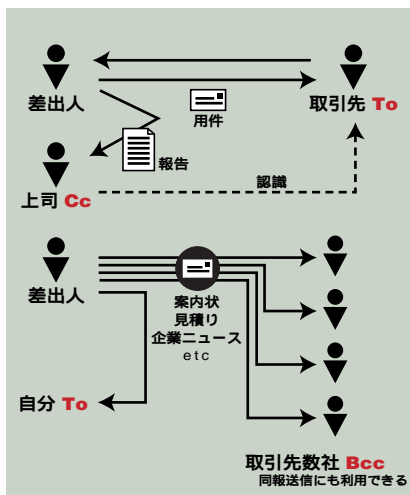 差出人
取引先 To
用件
報告
上司 Cc
認識
差出人
案内状
見積り
企業ニュース
etc
自分 To
取引先数社 Bcc
同報送信にも利用できる